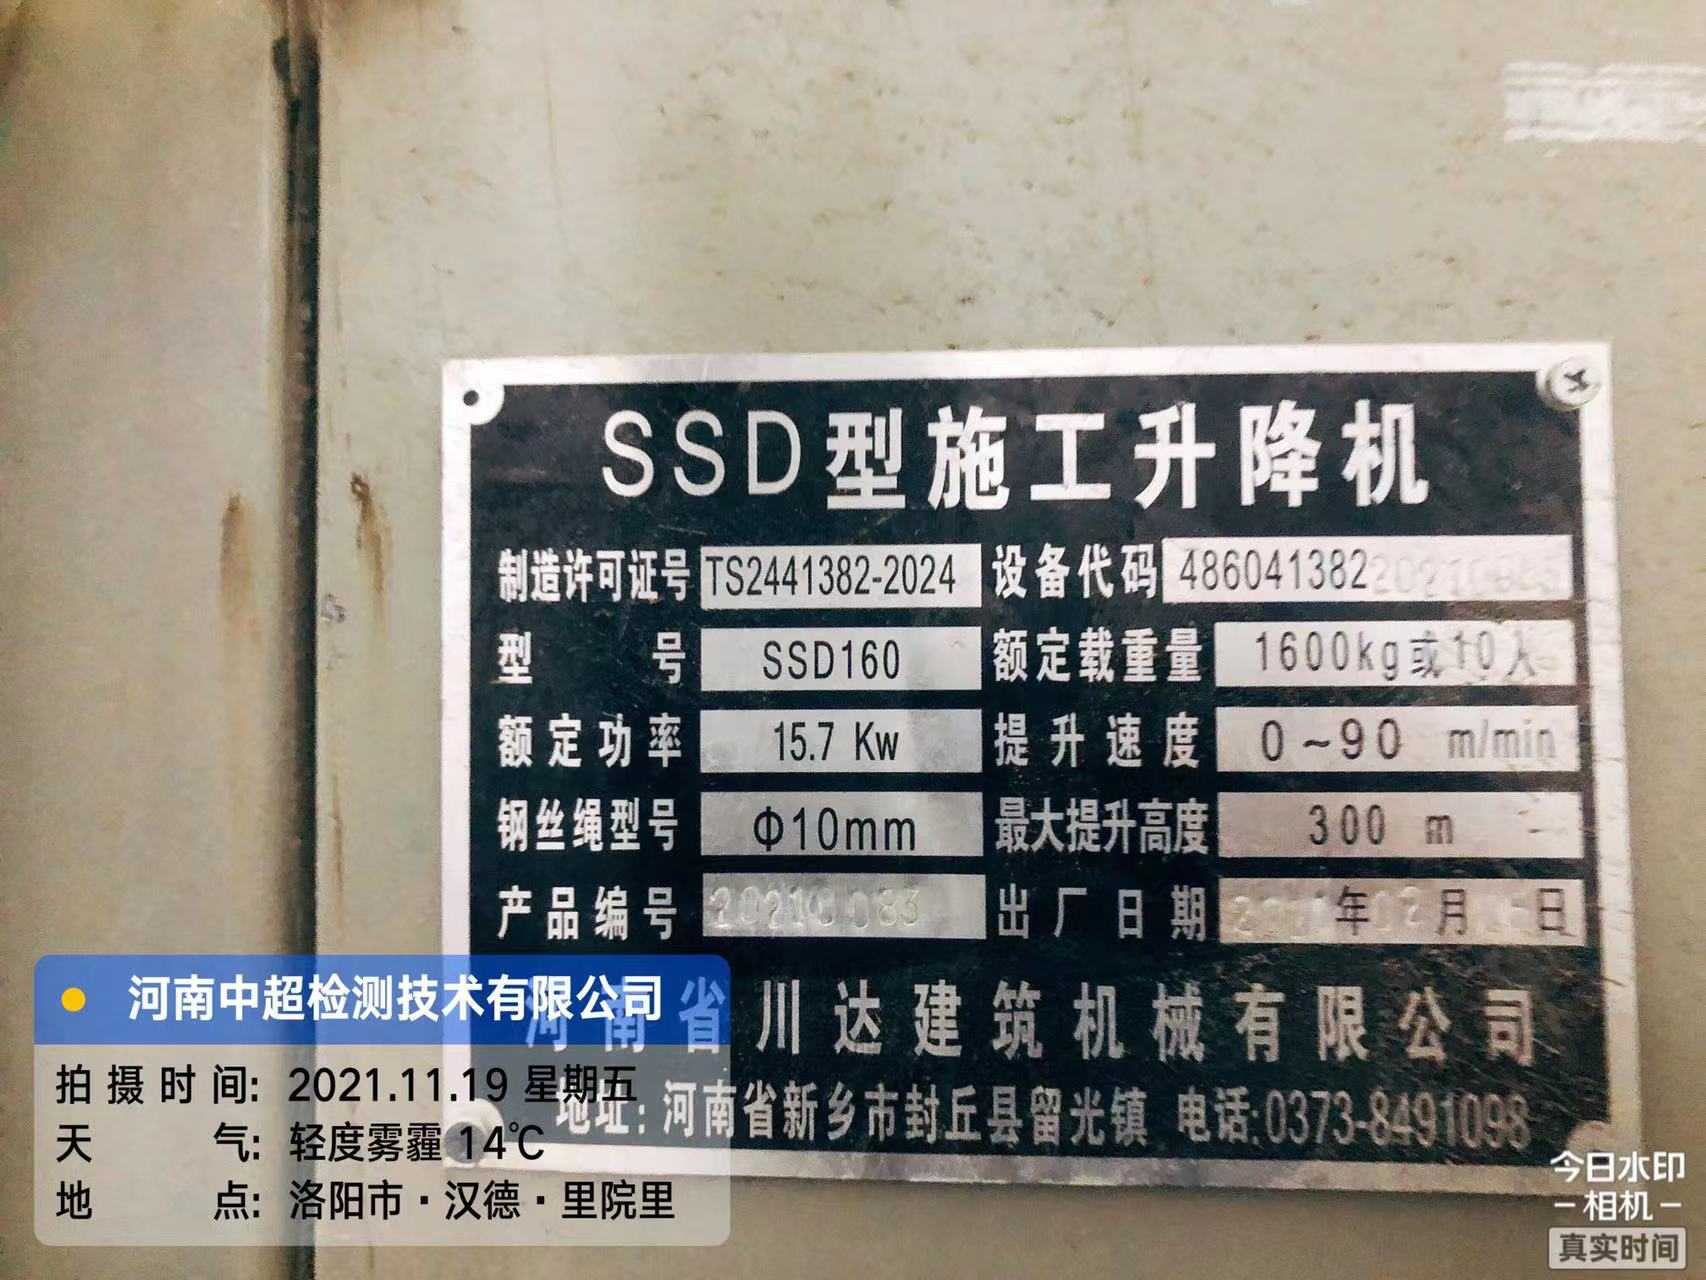 SSD型施工升降机
制造许可证号 TS2441382-2024 设备代码 486041382
型号 SSD160 额定载重量 1600kg或10人
额定功率 15.7 Kw 提升速度 0~90 m/min
钢丝绳型号 Φ10mm 最大提升高度 300 m
产品编号 20210083 出厂日期 年02月 日
河南省川达建筑机械有限公司
地址:河南省新乡市封丘县留光镇 电话:0373-8491098
河南中超检测技术有限公司
拍摄时间: 2021.11.19 星期五
天气: 轻度雾霾 14℃
地点: 洛阳市·汉德·里院里
今日水印
相机
真实时间